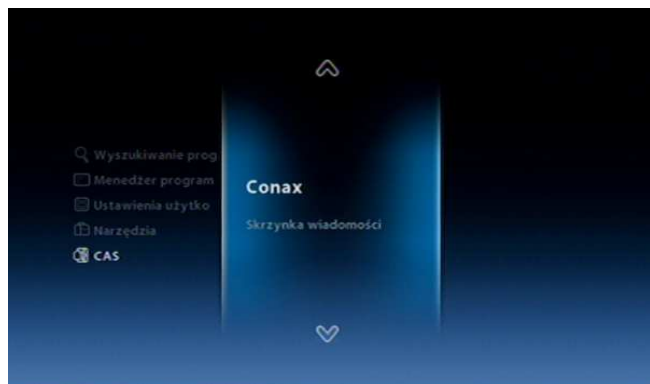 Wyszukiwanie prog
Menedżer program
Ustawienia użytko
Narzędzia
CAS
Conax
Skrzynka wiadomości